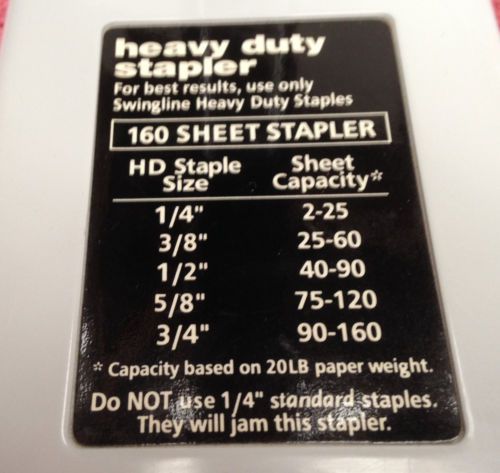 heavy duty
stapler
For best results, use only
Swingline Heavy Duty Staples
160 SHEET STAPLER
HD Staple Sheet
Size Capacity*
1/4" 2-25
3/8" 25-60
1/2" 40-90
5/8" 75-120
3/4" 90-160
* Capacity based on 20LB paper weight.
Do NOT use 1/4" standard staples.
They will jam this stapler.